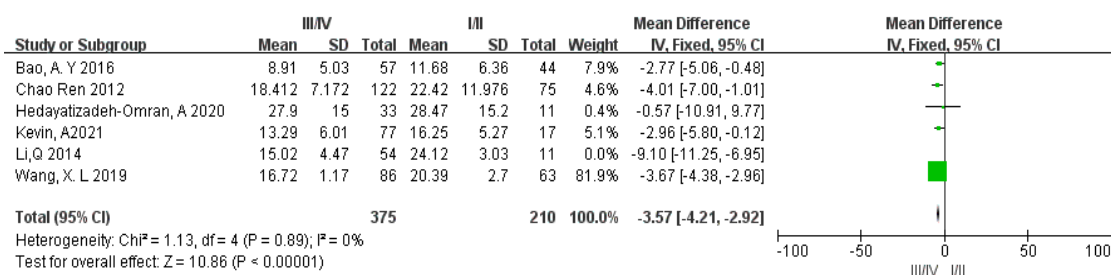 III/IV I/II Mean Difference Mean Difference
Study or Subgroup Mean SD Total Mean SD Total Weight IV, Fixed, 95% CI IV, Fixed, 95% CI
Bao, A. Y 2016 8.91 5.03 57 11.68 6.36 44 7.9% -2.77 [-5.06, -0.48]
Chao Ren 2012 18.412 7.172 122 22.42 11.976 75 4.6% -4.01 [-7.00, -1.01]
Hedayatizadeh-Omran, A 2020 27.9 15 33 28.47 15.2 11 0.4% -0.57 [-10.91, 9.77]
Kevin, A2021 13.29 6.01 77 16.25 5.27 17 5.1% -2.96 [-5.80, -0.12]
Li,Q 2014 15.02 4.47 54 24.12 3.03 11 0.0% -9.10 [-11.25, -6.95]
Wang, X. L 2019 16.72 1.17 86 20.39 2.7 63 81.9% -3.67 [-4.38, -2.96]
Total (95% CI) 375 210 100.0% -3.57 [-4.21, -2.92]
Heterogeneity: Chi² = 1.13, df = 4 (P = 0.89); I² = 0%
Test for overall effect: Z = 10.86 (P < 0.00001)
-100 -50 0 50 100
III/IV I/II